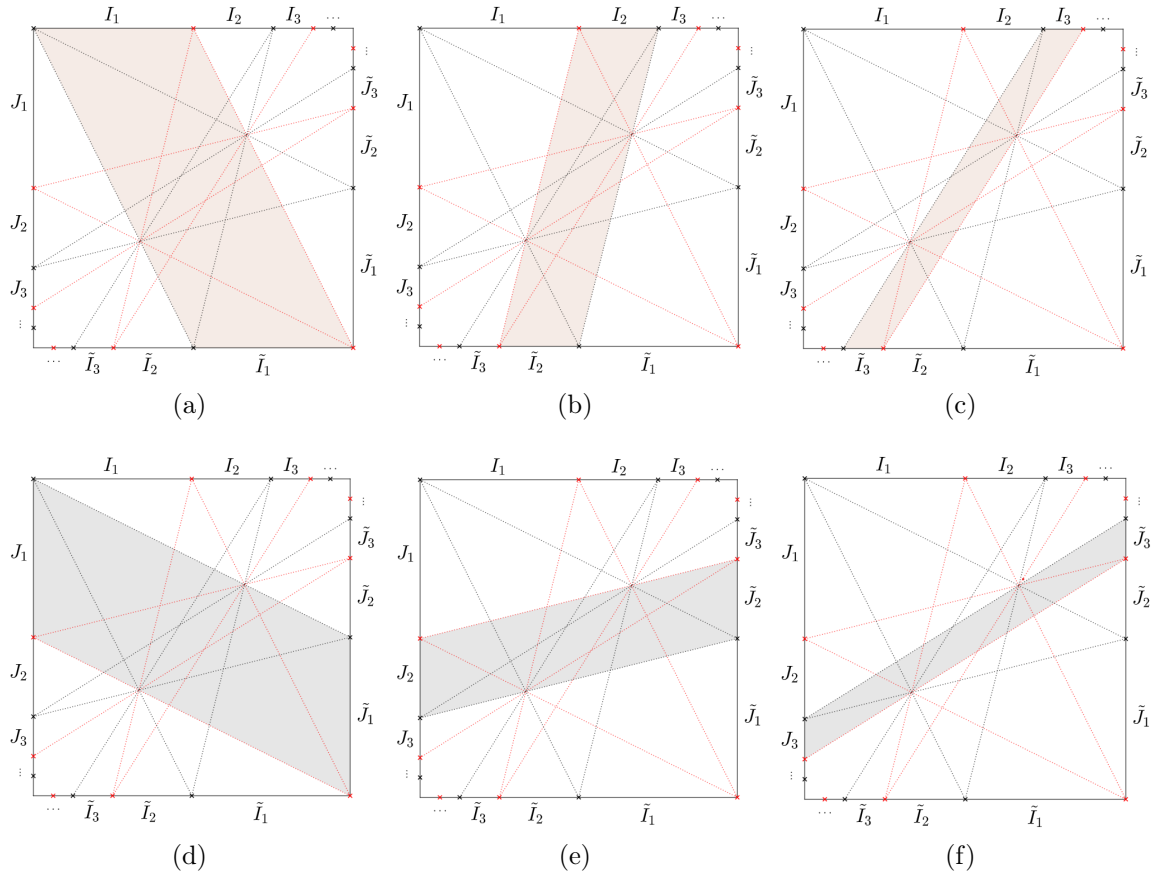 I₁ I₂ I₃ ⋯
J₁ J₂ J₃ ⋮
⋮ J̃₃ J̃₂ J̃₁
⋯ Ĩ₃ Ĩ₂ Ĩ₁
(a)
I₁ I₂ I₃ ⋯
J₁ J₂ J₃ ⋮
⋮ J̃₃ J̃₂ J̃₁
⋯ Ĩ₃ Ĩ₂ Ĩ₁
(b)
I₁ I₂ I₃ ⋯
J₁ J₂ J₃ ⋮
⋮ J̃₃ J̃₂ J̃₁
⋯ Ĩ₃ Ĩ₂ Ĩ₁
(c)
I₁ I₂ I₃ ⋯
J₁ J₂ J₃ ⋮
⋮ J̃₃ J̃₂ J̃₁
⋯ Ĩ₃ Ĩ₂ Ĩ₁
(d)
I₁ I₂ I₃ ⋯
J₁ J₂ J₃ ⋮
⋮ J̃₃ J̃₂ J̃₁
⋯ Ĩ₃ Ĩ₂ Ĩ₁
(e)
I₁ I₂ I₃ ⋯
J₁ J₂ J₃ ⋮
⋮ J̃₃ J̃₂ J̃₁
⋯ Ĩ₃ Ĩ₂ Ĩ₁
(f)